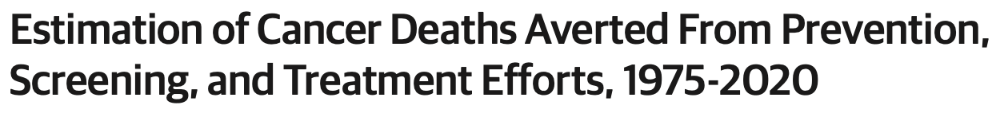 Estimation of Cancer Deaths Averted From Prevention,
Screening, and Treatment Efforts, 1975-2020